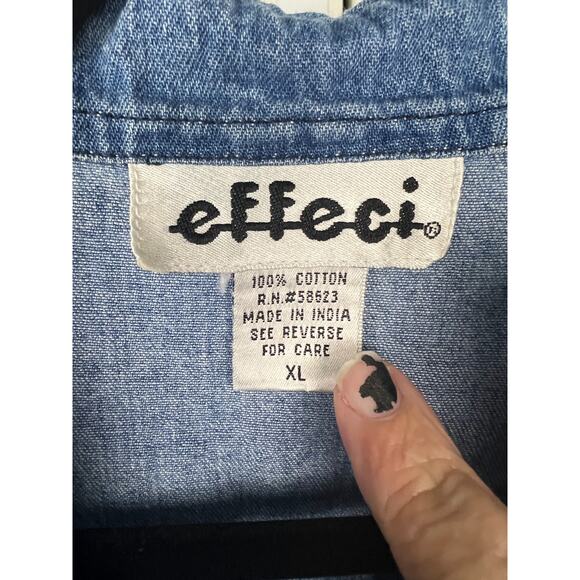 effeci®
100% COTTON
R.N.#58623
MADE IN INDIA
SEE REVERSE
FOR CARE
XL